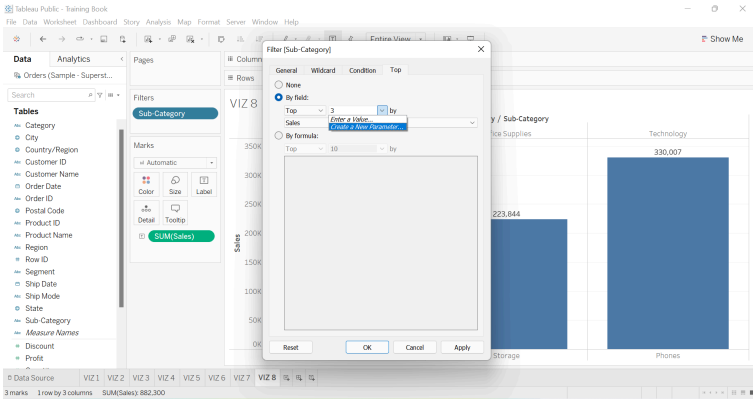 Tableau Public - Training Book
File Data Worksheet Dashboard Story Analysis Map Format Server Window Help
Entire View
Show Me
Data Analytics
Pages
Columns
Rows
Orders (Sample - Superst...
Search
Tables
Filters
Sub-Category
Marks
Automatic
Color Size Label
Detail Tooltip
SUM(Sales)
Category
City
Country/Region
Customer ID
Customer Name
Order Date
Order ID
Postal Code
Product ID
Product Name
Region
Row ID
Segment
Ship Date
Ship Mode
State
Sub-Category
Measure Names
Discount
Profit
VIZ 8
Sales
350K
300K
250K
200K
150K
100K
50K
0K
Filter [Sub-Category]
General Wildcard Condition Top
None
By field:
Top 3 by
Enter a Value...
Create a New Parameter...
Sales
By formula:
Top 10 by
Reset OK Cancel Apply
y / Sub-Category
ice Supplies Technology
330,007
223,844
Storage Phones
Data Source VIZ 1 VIZ 2 VIZ 3 VIZ 4 VIZ 5 VIZ 6 VIZ 7 VIZ 8
3 marks 1 row by 3 columns SUM(Sales): 882,300